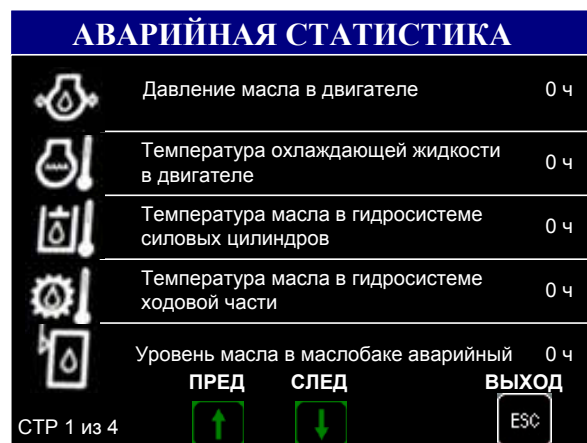 АВАРИЙНАЯ СТАТИСТИКА
Давление масла в двигателе 0 ч
Температура охлаждающей жидкости
в двигателе 0 ч
Температура масла в гидросистеме
силовых цилиндров 0 ч
Температура масла в гидросистеме
ходовой части 0 ч
Уровень масла в маслобаке аварийный 0 ч
ПРЕД СЛЕД ВЫХОД
СТР 1 из 4 ESC